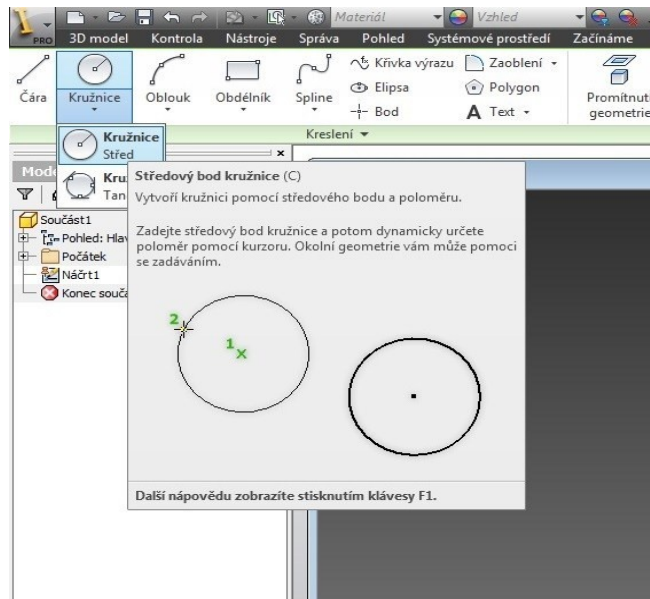 Materiál Vzhled
PRO 3D model Kontrola Nástroje Správa Pohled Systémové prostředí Začínáme
Čára Kružnice Oblouk Obdélník Spline
Křivka výrazu Zaoblení
Elipsa Polygon
Bod A Text
Promítnut
geometrie
Kreslení
Kružnice
Střed
Mode
Kru
Tan
Středový bod kružnice (C)
Vytvoří kružnici pomocí středového bodu a poloměru.
Zadejte středový bod kružnice a potom dynamicky určete
poloměr pomocí kurzoru. Okolní geometrie vám může pomoci
se zadáváním.
Součást1
Pohled: Hlav
Počátek
Náčrt1
Konec součá
2
1
Další nápovědu zobrazíte stisknutím klávesy F1.